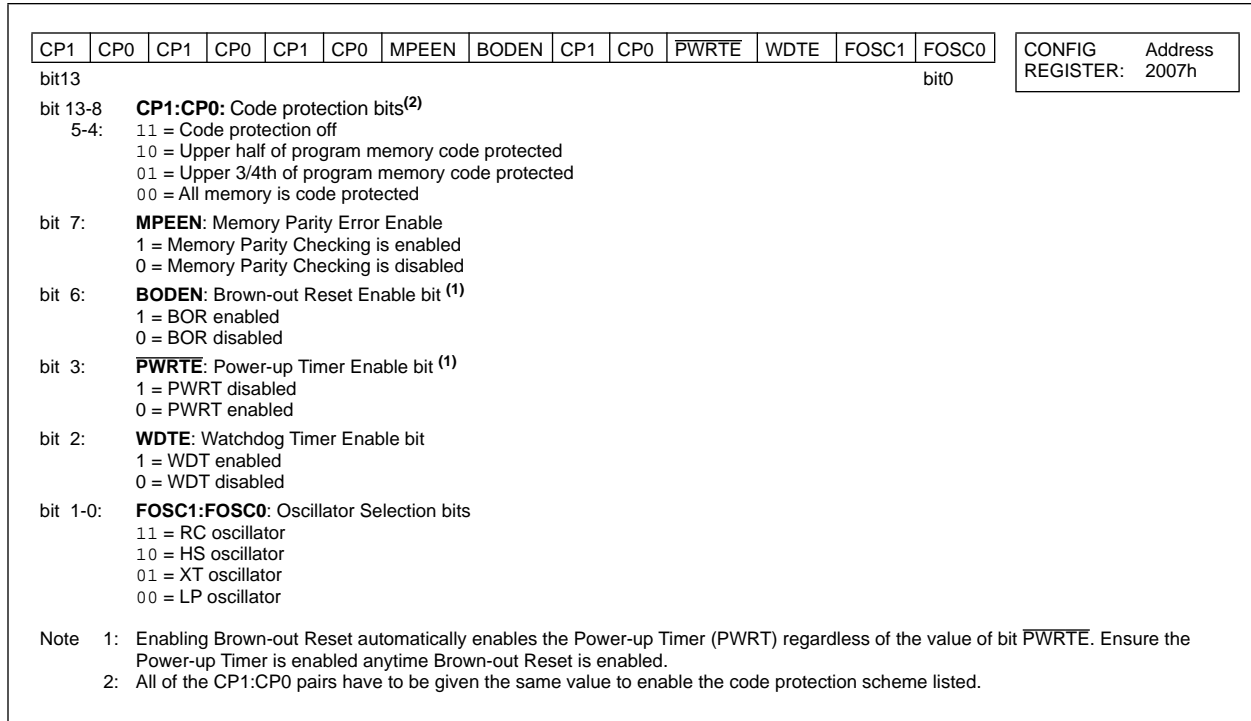 CP1 CP0 CP1 CP0 CP1 CP0 MPEEN BODEN CP1 CP0 PWRTE WDTE FOSC1 FOSC0
CONFIG Address
REGISTER: 2007h
bit13 bit0
bit 13-8 CP1:CP0: Code protection bits(2)
5-4: 11 = Code protection off
10 = Upper half of program memory code protected
01 = Upper 3/4th of program memory code protected
00 = All memory is code protected
bit 7: MPEEN: Memory Parity Error Enable
1 = Memory Parity Checking is enabled
0 = Memory Parity Checking is disabled
bit 6: BODEN: Brown-out Reset Enable bit (1)
1 = BOR enabled
0 = BOR disabled
bit 3: PWRTE: Power-up Timer Enable bit (1)
1 = PWRT disabled
0 = PWRT enabled
bit 2: WDTE: Watchdog Timer Enable bit
1 = WDT enabled
0 = WDT disabled
bit 1-0: FOSC1:FOSC0: Oscillator Selection bits
11 = RC oscillator
10 = HS oscillator
01 = XT oscillator
00 = LP oscillator
Note 1: Enabling Brown-out Reset automatically enables the Power-up Timer (PWRT) regardless of the value of bit PWRTE. Ensure the
Power-up Timer is enabled anytime Brown-out Reset is enabled.
2: All of the CP1:CP0 pairs have to be given the same value to enable the code protection scheme listed.